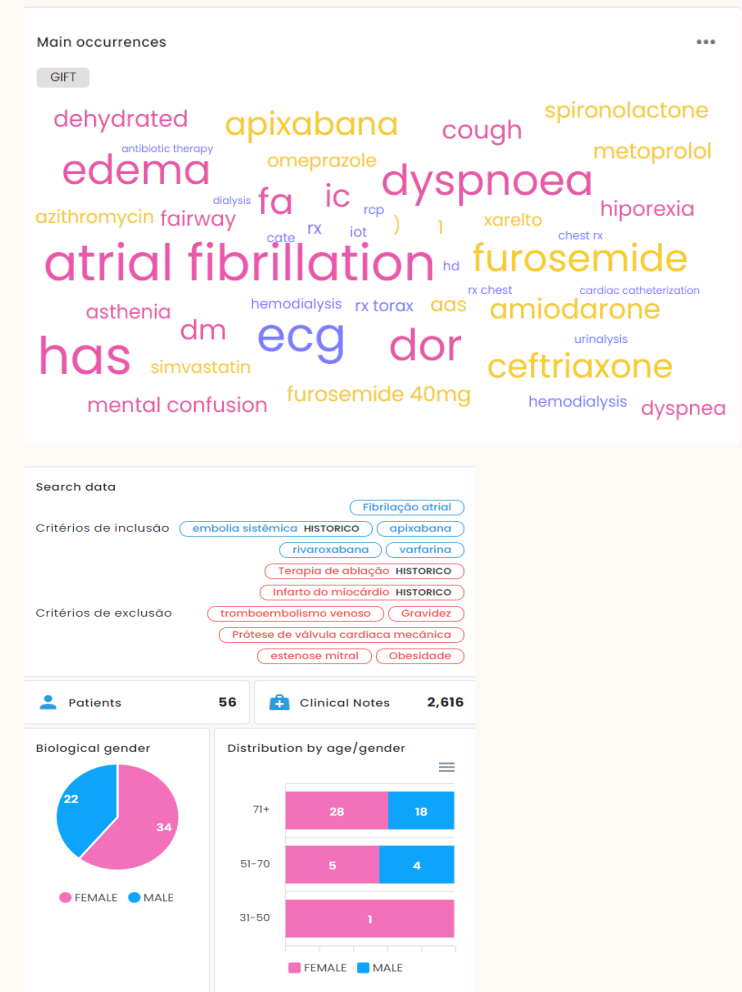 Main occurrences
GIFT
dehydrated apixabana cough spironolactone
antibiotic therapy
edema omeprazole dyspnoea metoprolol
dialysis fa ic rcp hiporexia
azithromycin fairway cate rx iot ) 1 xarelto chest rx
atrial fibrillation hd furosemide
rx chest cardiac catheterization
asthenia hemodialysis rx torax aas amiodarone
has dm ecg dor urinalysis
simvastatin ceftriaxone
mental confusion furosemide 40mg hemodialysis dyspnea
Search data
Fibrilação atrial
Critérios de inclusão embolia sistêmica HISTORICO apixabana
rivaroxabana varfarina
Terapia de ablação HISTORICO
Infarto do miocárdio HISTORICO
Critérios de exclusão tromboembolismo venoso Gravidez
Prótese de válvula cardíaca mecânica
estenose mitral Obesidade
Patients 56 Clinical Notes 2,616
Biological gender
22
34
FEMALE MALE
Distribution by age/gender
71+ 28 18
51-70 5 4
31-50 1
FEMALE MALE